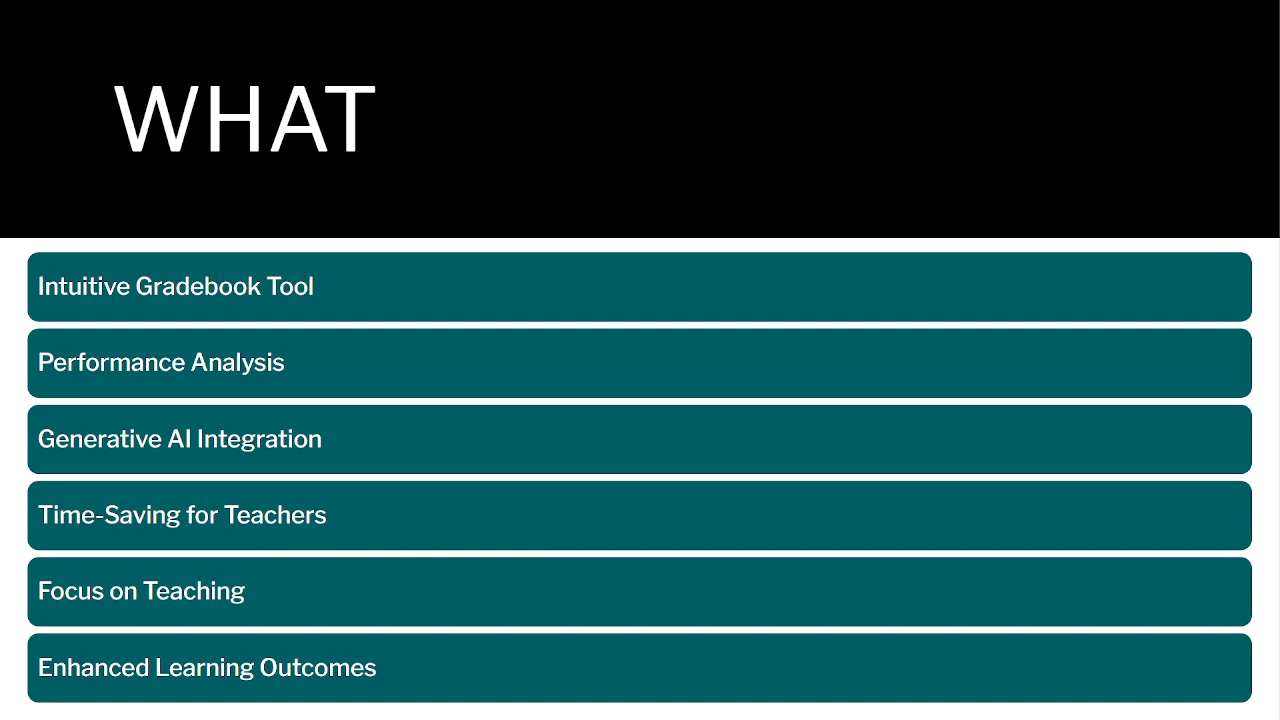 WHAT
Intuitive Gradebook Tool
Performance Analysis
Generative AI Integration
Time-Saving for Teachers
Focus on Teaching
Enhanced Learning Outcomes